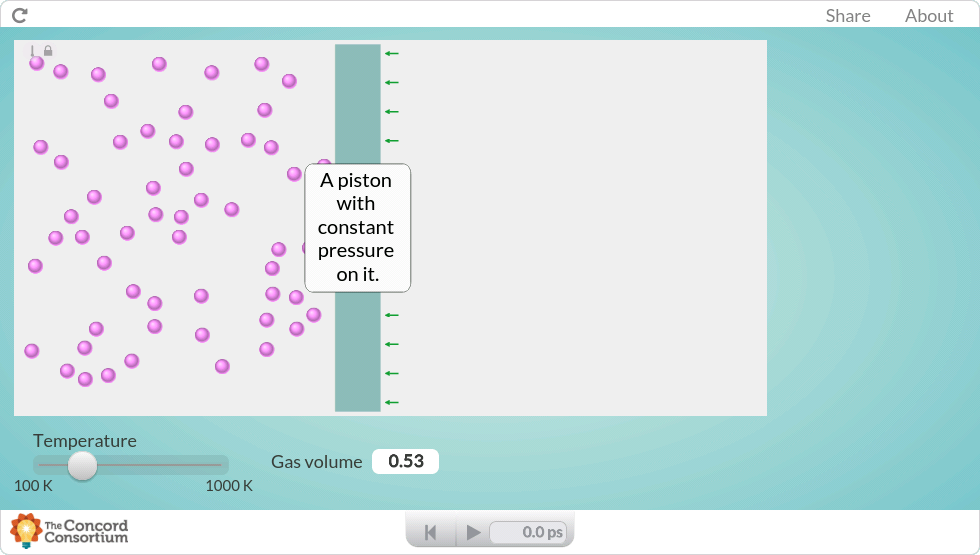 Share About
A piston
with
constant
pressure
on it.
Temperature
100 K 1000 K
Gas volume 0.53
The Concord
Consortium
0.0 ps